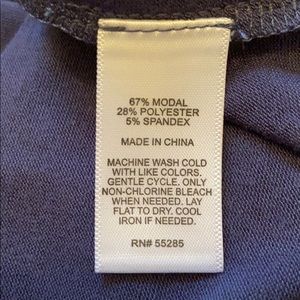 67% MODAL
28% POLYESTER
5% SPANDEX
MADE IN CHINA
MACHINE WASH COLD
WITH LIKE COLORS.
GENTLE CYCLE. ONLY
NON-CHLORINE BLEACH
WHEN NEEDED. LAY
FLAT TO DRY. COOL
IRON IF NEEDED.
RN# 55285